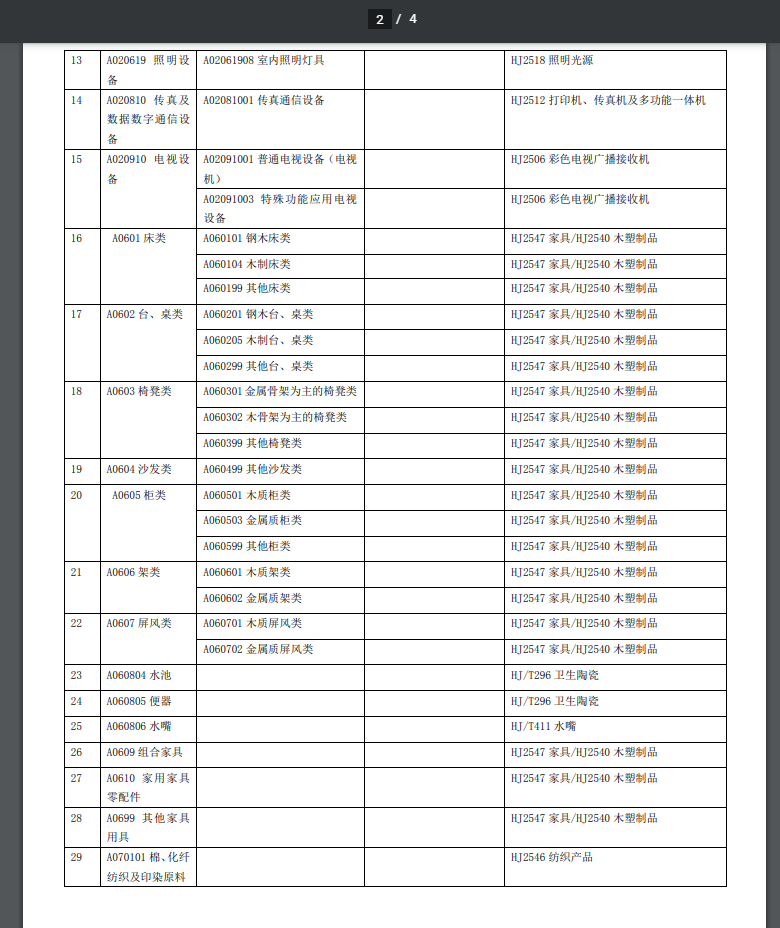 2 / 4
13 A020619 照明设 A02061908 室内照明灯具 HJ2518 照明光源
备
14 A020810 传真及 A02081001 传真通信设备 HJ2512 打印机、传真机及多功能一体机
数据数字通信设
备
15 A020910 电视设 A02091001 普通电视设备（电视 HJ2506 彩色电视广播接收机
备 机）
A02091003 特殊功能应用电视 HJ2506 彩色电视广播接收机
设备
16 A0601 床类 A060101 钢木床类 HJ2547 家具/HJ2540 木塑制品
A060104 木制床类 HJ2547 家具/HJ2540 木塑制品
A060199 其他床类 HJ2547 家具/HJ2540 木塑制品
17 A0602 台、桌类 A060201 钢木台、桌类 HJ2547 家具/HJ2540 木塑制品
A060205 木制台、桌类 HJ2547 家具/HJ2540 木塑制品
A060299 其他台、桌类 HJ2547 家具/HJ2540 木塑制品
18 A0603 椅凳类 A060301 金属骨架为主的椅凳类 HJ2547 家具/HJ2540 木塑制品
A060302 木骨架为主的椅凳类 HJ2547 家具/HJ2540 木塑制品
A060399 其他椅凳类 HJ2547 家具/HJ2540 木塑制品
19 A0604 沙发类 A060499 其他沙发类 HJ2547 家具/HJ2540 木塑制品
20 A0605 柜类 A060501 木质柜类 HJ2547 家具/HJ2540 木塑制品
A060503 金属质柜类 HJ2547 家具/HJ2540 木塑制品
A060599 其他柜类 HJ2547 家具/HJ2540 木塑制品
21 A0606 架类 A060601 木质架类 HJ2547 家具/HJ2540 木塑制品
A060602 金属质架类 HJ2547 家具/HJ2540 木塑制品
22 A0607 屏风类 A060701 木质屏风类 HJ2547 家具/HJ2540 木塑制品
A060702 金属质屏风类 HJ2547 家具/HJ2540 木塑制品
23 A060804 水池 HJ/T296 卫生陶瓷
24 A060805 便器 HJ/T296 卫生陶瓷
25 A060806 水嘴 HJ/T411 水嘴
26 A0609 组合家具 HJ2547 家具/HJ2540 木塑制品
27 A0610 家用家具 HJ2547 家具/HJ2540 木塑制品
零配件
28 A0699 其他家具 HJ2547 家具/HJ2540 木塑制品
用具
29 A070101 棉、化纤 HJ2546 纺织产品
纺织及印染原料